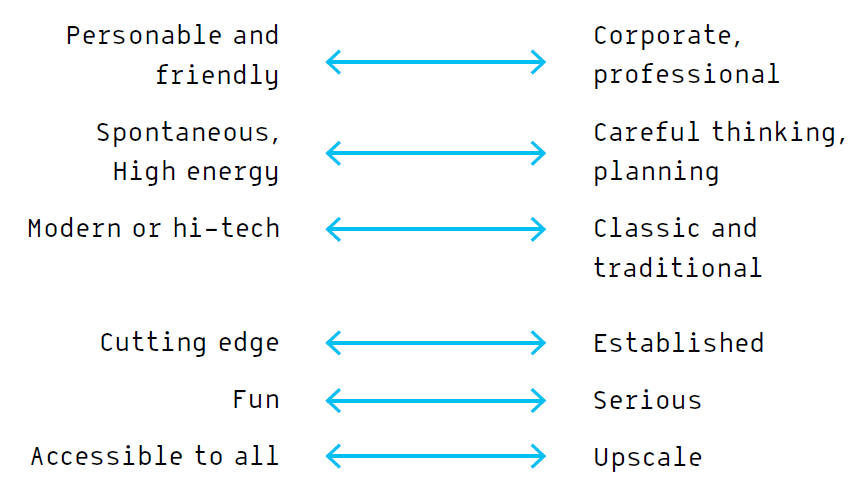 Personable and
friendly
Corporate,
professional
Spontaneous,
High energy
Careful thinking,
planning
Modern or hi-tech
Classic and
traditional
Cutting edge
Established
Fun
Serious
Accessible to all
Upscale